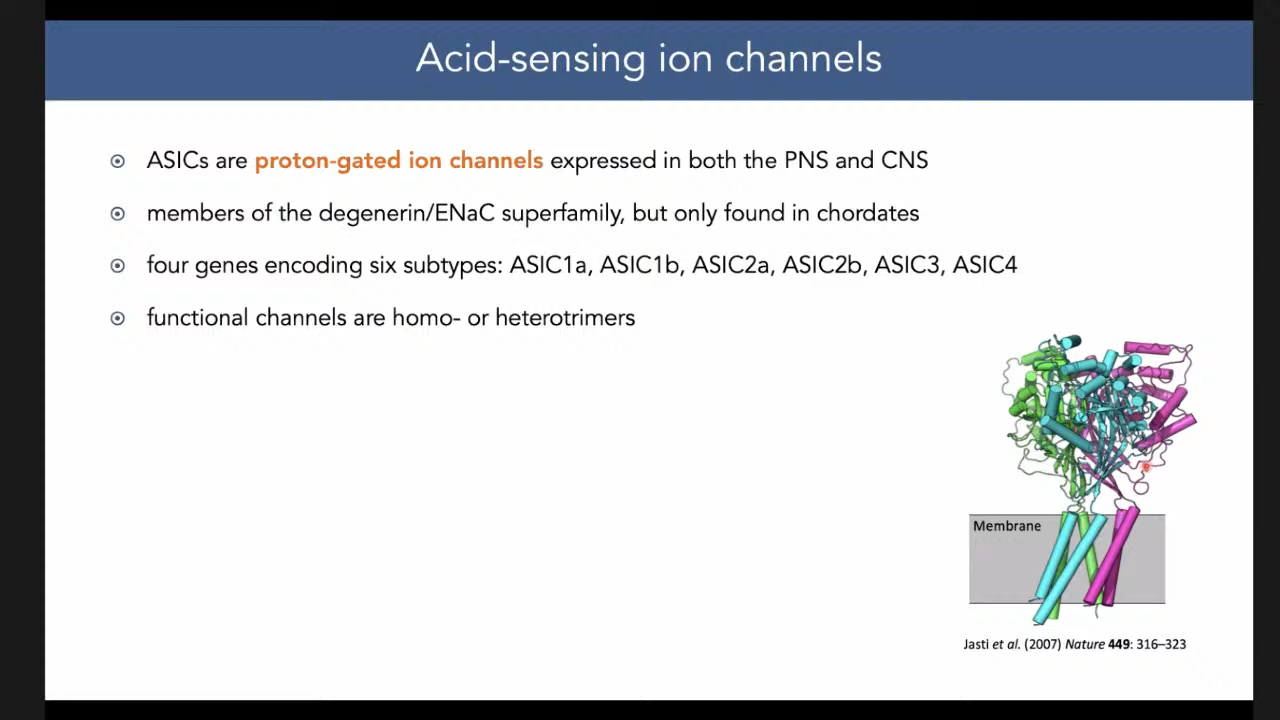 Acid-sensing ion channels
ASICs are proton-gated ion channels expressed in both the PNS and CNS
members of the degenerin/ENaC superfamily, but only found in chordates
four genes encoding six subtypes: ASIC1a, ASIC1b, ASIC2a, ASIC2b, ASIC3, ASIC4
functional channels are homo- or heterotrimers
Membrane
Jasti et al. (2007) Nature 449: 316–323